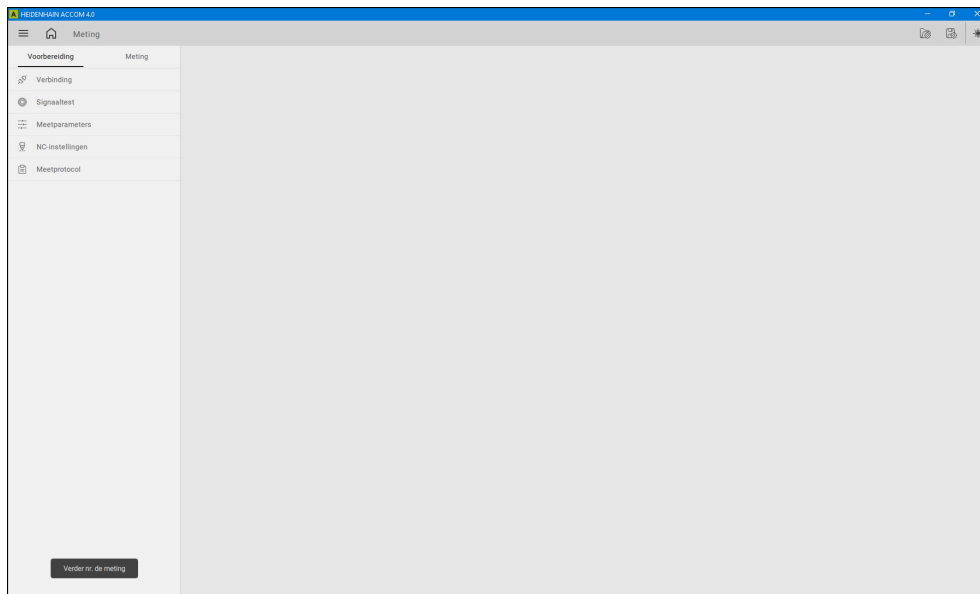 HEIDENHAIN ACCOM 4.0
Meting
Voorbereiding Meting
Verbinding
Signaaltest
Meetparameters
NC-instellingen
Meetprotocol
Verder nr. de meting